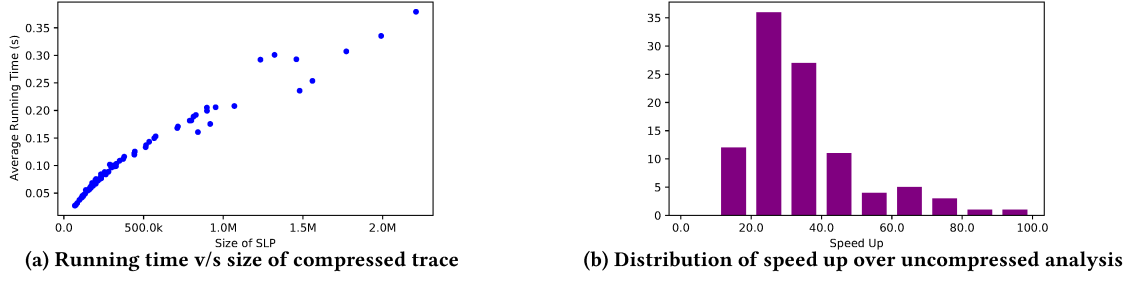 0.35
0.30
0.25
0.20
0.15
0.10
0.05
Average Running Time (s)
0.0
500.0k
1.0M
1.5M
2.0M
Size of SLP
(a) Running time v/s size of compressed trace
35
30
25
20
15
10
5
0
0.0
20.0
40.0
60.0
80.0
100.0
Speed Up
(b) Distribution of speed up over uncompressed analysis